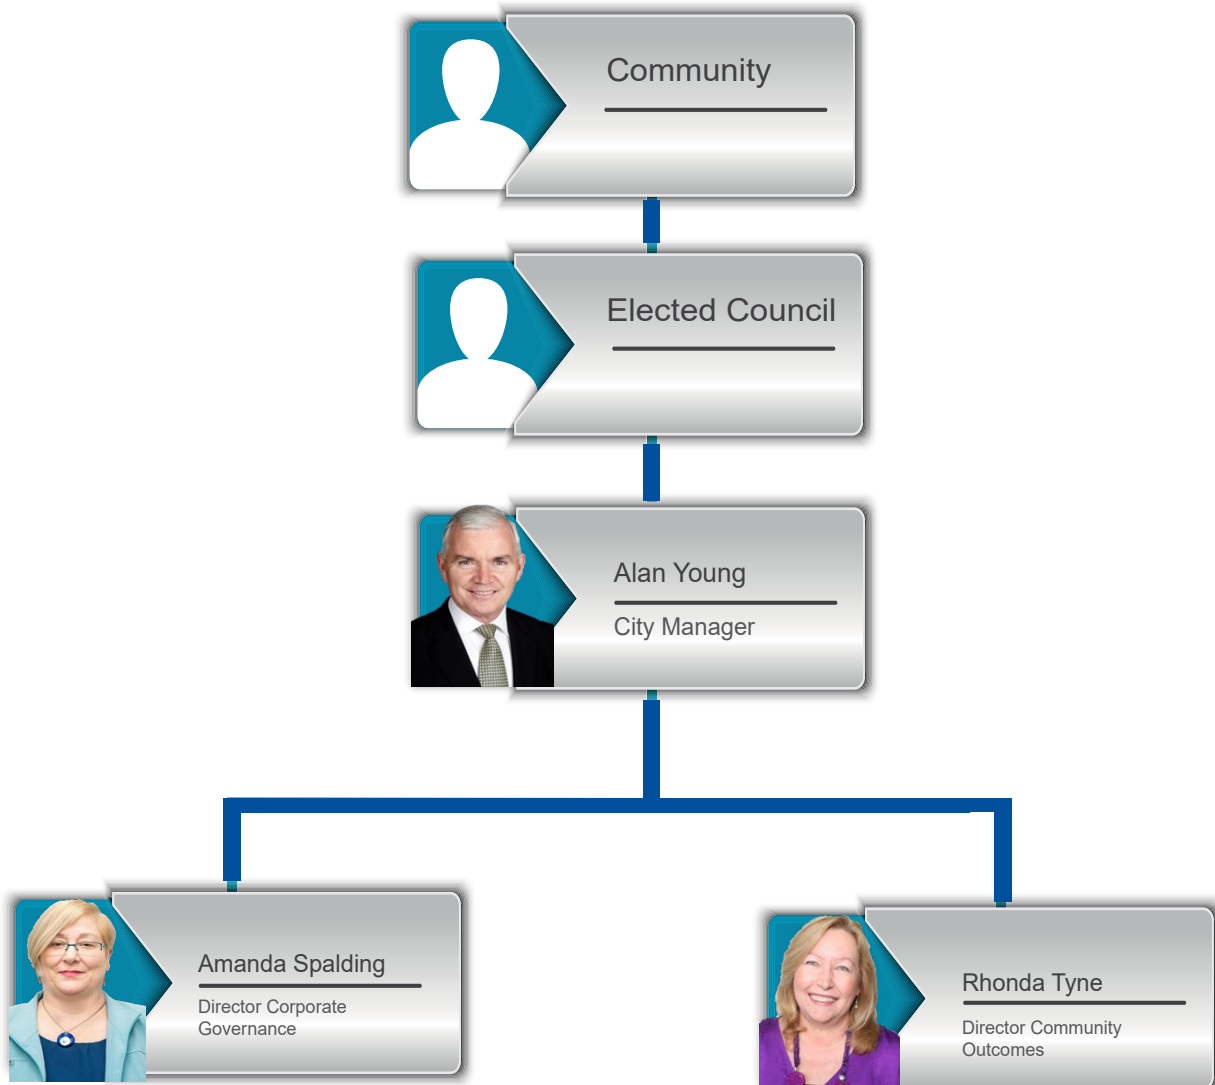 Community
Elected Council
Alan Young
City Manager
Amanda Spalding
Director Corporate
Governance
Rhonda Tyne
Director Community
Outcomes